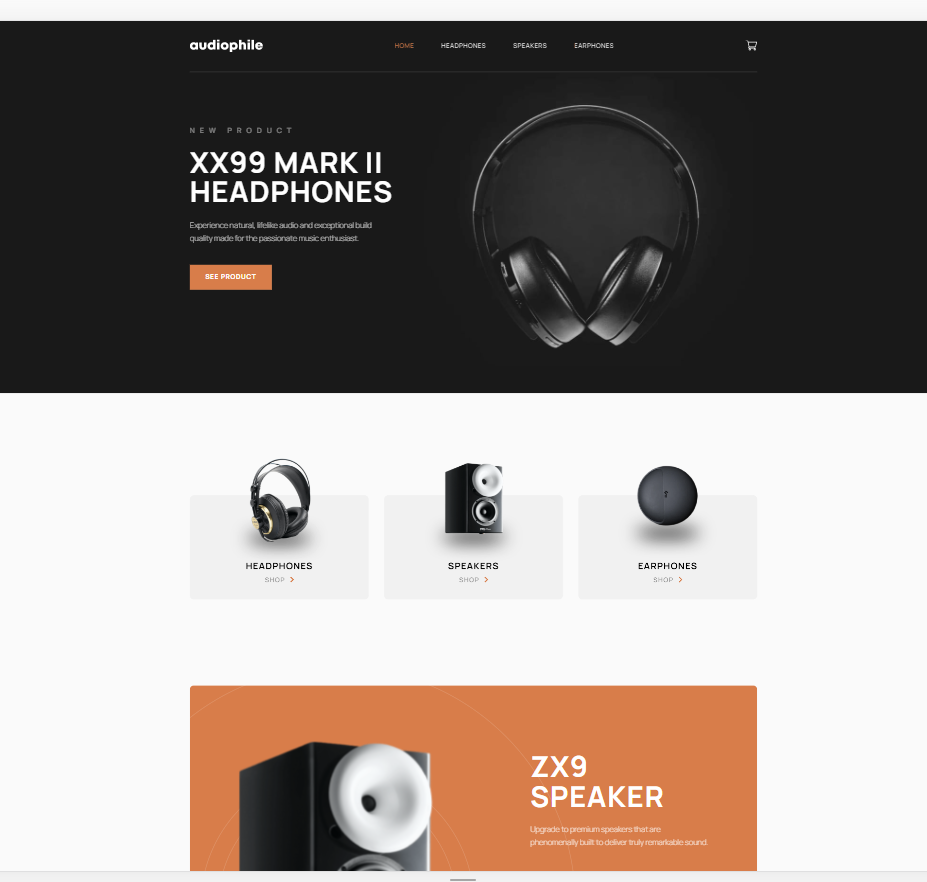 audiophile
HOME HEADPHONES SPEAKERS EARPHONES
NEW PRODUCT
XX99 MARK II
HEADPHONES
Experience natural, lifelike audio and exceptional build
quality made for the passionate music enthusiast.
SEE PRODUCT
HEADPHONES
SHOP
SPEAKERS
SHOP
EARPHONES
SHOP
ZX9
SPEAKER
Upgrade to premium speakers that are
phenomenally built to deliver truly remarkable sound.